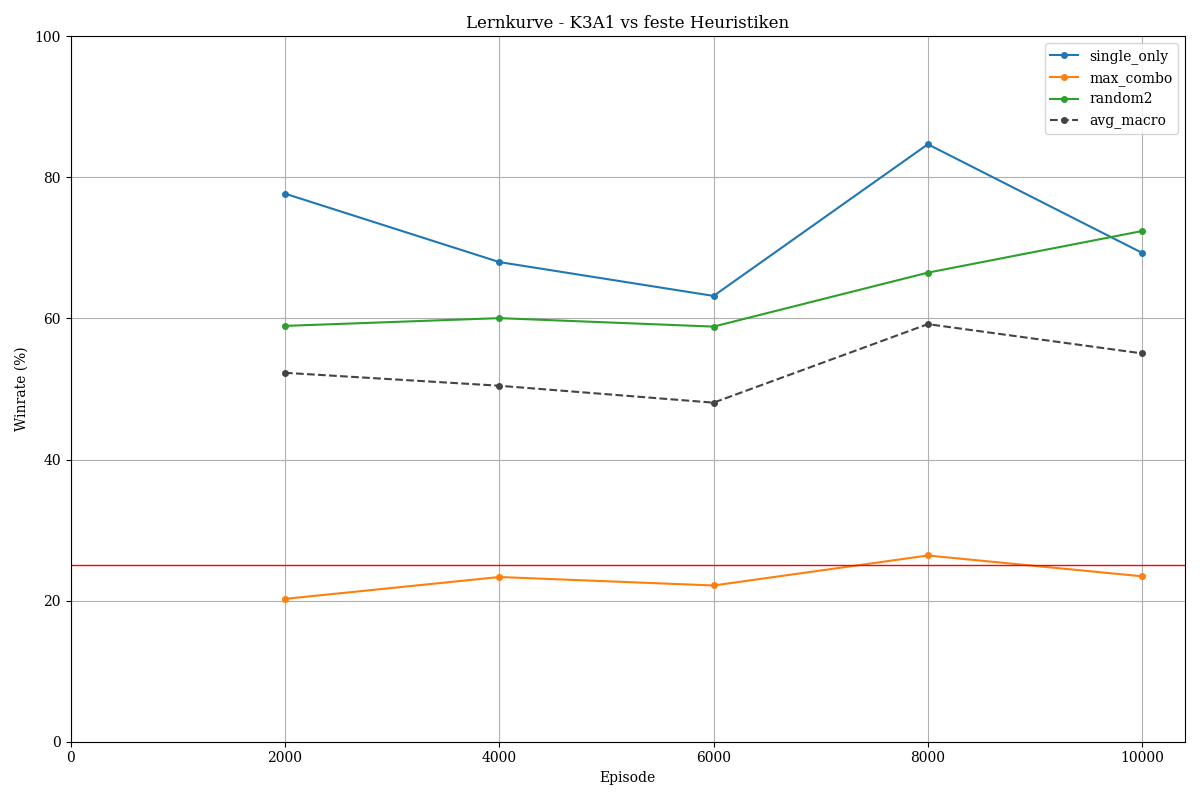 Lernkurve - K3A1 vs feste Heuristiken
100
80
60
40
20
0
Winrate (%)
single_only
max_combo
random2
avg_macro
0 2000 4000 6000 8000 10000
Episode